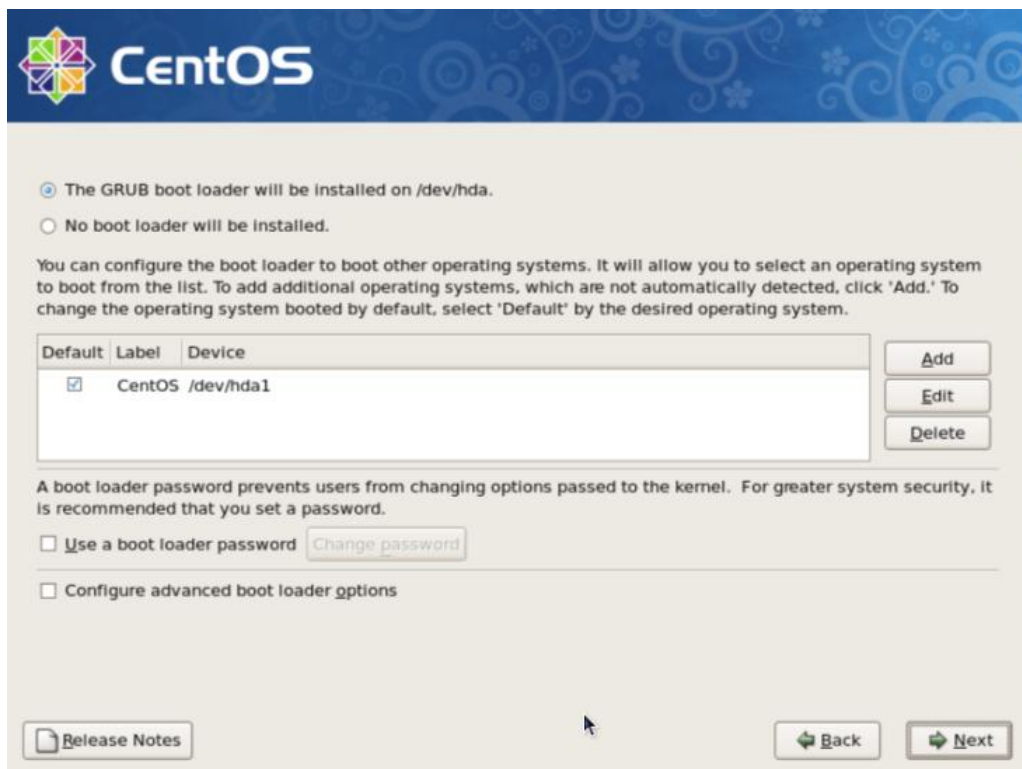 CentOS
The GRUB boot loader will be installed on /dev/hda.
No boot loader will be installed.
You can configure the boot loader to boot other operating systems. It will allow you to select an operating system
to boot from the list. To add additional operating systems, which are not automatically detected, click 'Add.' To
change the operating system booted by default, select 'Default' by the desired operating system.
Default Label Device
CentOS /dev/hda1
Add
Edit
Delete
A boot loader password prevents users from changing options passed to the kernel. For greater system security, it
is recommended that you set a password.
Use a boot loader password Change password
Configure advanced boot loader options
Release Notes Back Next